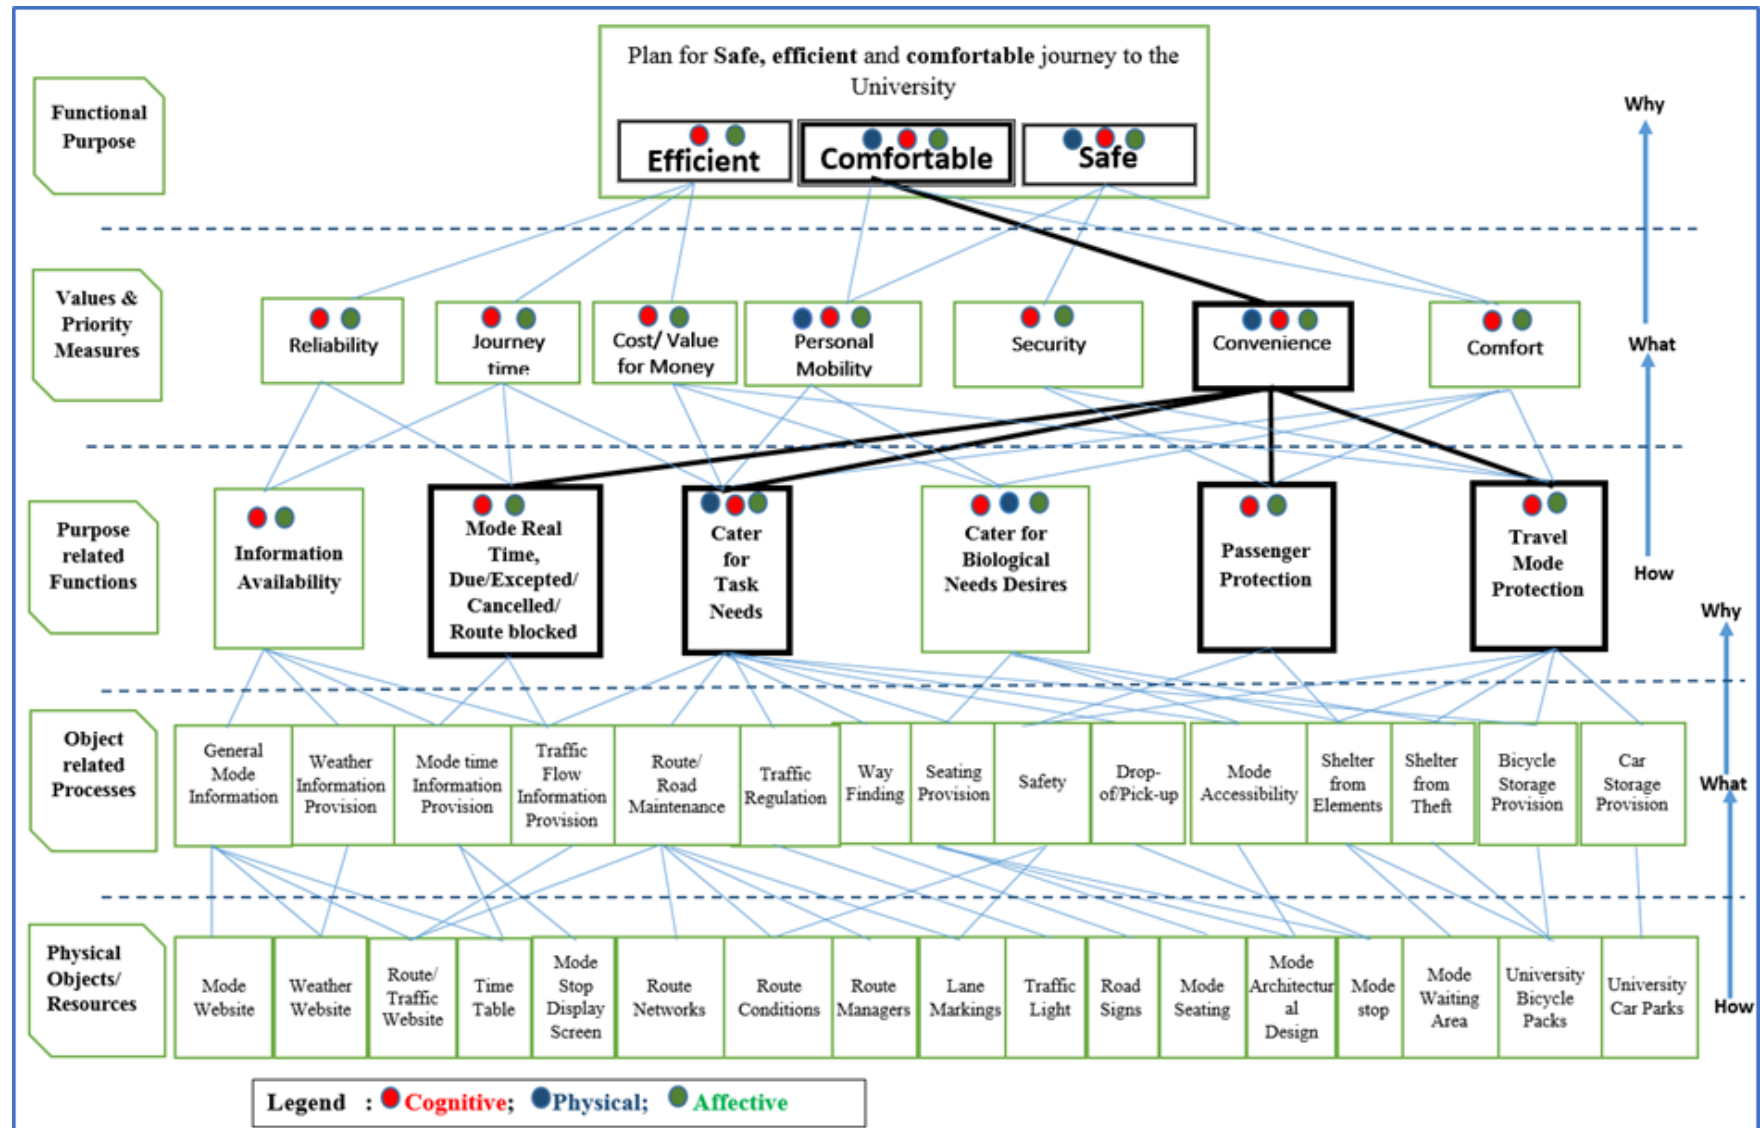 Plan for Safe, efficient and comfortable journey to the
University
Efficient
Comfortable
Safe
Functional
Purpose
Why
Values &
Priority
Measures
Reliability
Journey
time
Cost/ Value
for Money
Personal
Mobility
Security
Convenience
Comfort
What
Purpose
related
Functions
Information
Availability
Mode Real
Time,
Due/Excepted/
Cancelled/
Route blocked
Cater
for
Task
Needs
Cater for
Biological
Needs Desires
Passenger
Protection
Travel
Mode
Protection
How
Why
Object
related
Processes
General
Mode
Information
Weather
Information
Provision
Mode time
Information
Provision
Traffic
Flow
Information
Provision
Route/
Road
Maintenance
Traffic
Regulation
Way
Finding
Seating
Provision
Safety
Drop-
of/Pick-up
Mode
Accessibility
Shelter
from
Elements
Shelter
from
Theft
Bicycle
Storage
Provision
Car
Storage
Provision
What
Physical
Objects/
Resources
Mode
Website
Weather
Website
Route/
Traffic
Website
Time
Table
Mode
Stop
Display
Screen
Route
Networks
Route
Conditions
Route
Managers
Lane
Markings
Traffic
Light
Road
Signs
Mode
Seating
Mode
Architectur
al
Design
Mode
stop
Mode
Waiting
Area
University
Bicycle
Packs
University
Car Parks
How
Legend : Cognitive; Physical; Affective